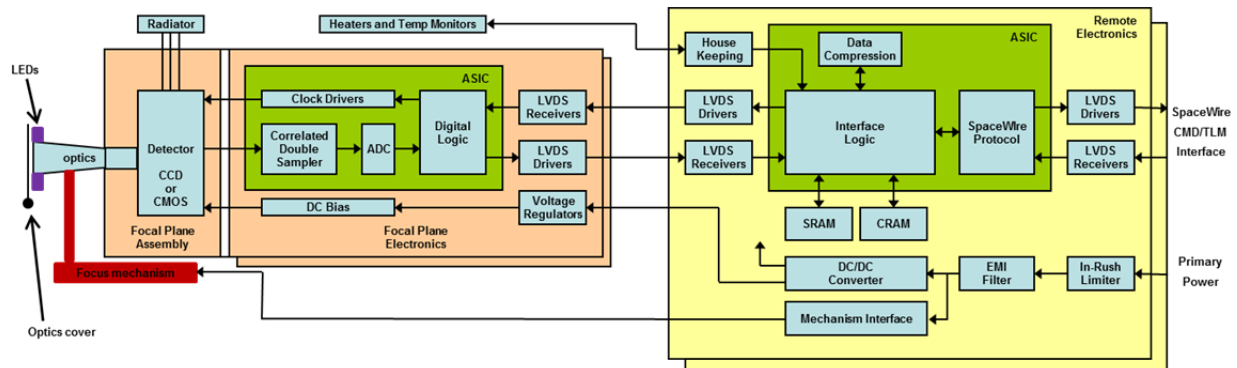 Radiator
Heaters and Temp Monitors
Remote
Electronics
LEDs
House
Keeping
Data
Compression
ASIC
ASIC
Clock Drivers
LVDS
Receivers
LVDS
Drivers
LVDS
Drivers
SpaceWire
CMD/TLM
Interface
optics
Detector
CCD
or
CMOS
Correlated
Double
Sampler
ADC
Digital
Logic
Interface
Logic
SpaceWire
Protocol
LVDS
Drivers
LVDS
Receivers
LVDS
Receivers
DC Bias
Voltage
Regulators
SRAM
CRAM
Focal Plane
Assembly
Focal Plane
Electronics
Focus mechanism
DC/DC
Converter
EMI
Filter
In-Rush
Limiter
Primary
Power
Mechanism Interface
Optics cover